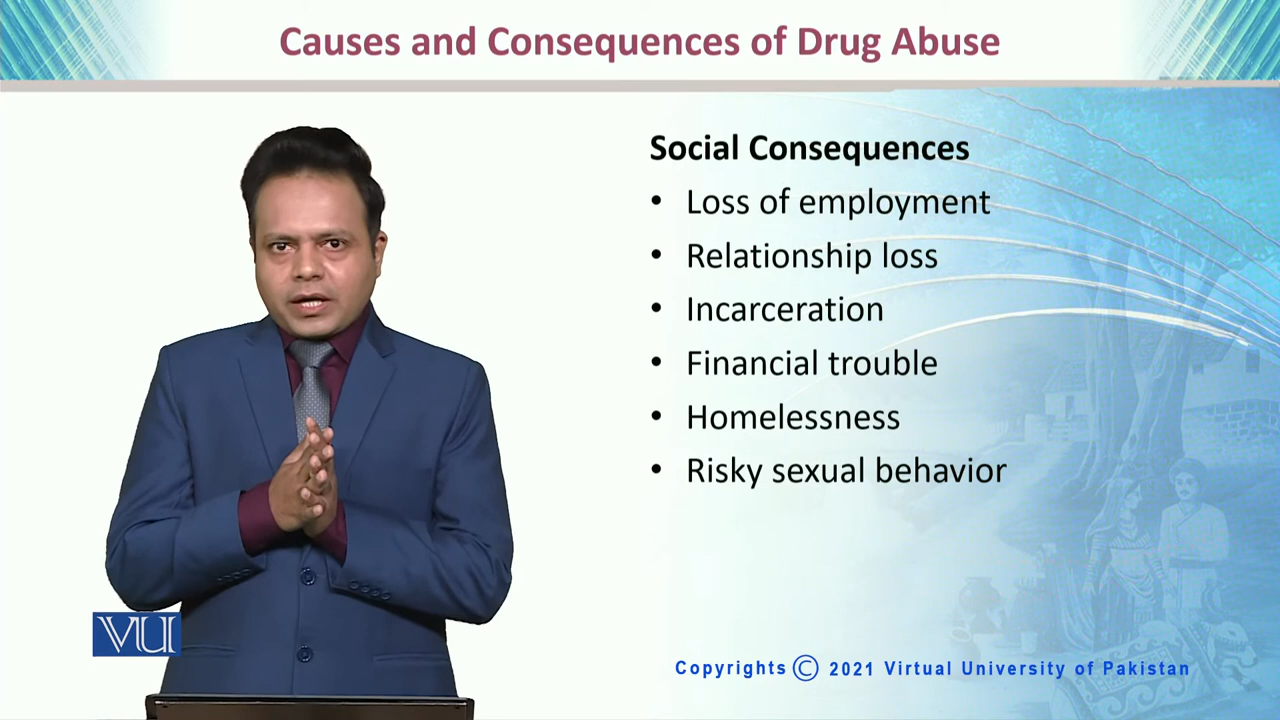 Causes and Consequences of Drug Abuse
Social Consequences
• Loss of employment
• Relationship loss
• Incarceration
• Financial trouble
• Homelessness
• Risky sexual behavior
VU
Copyrights © 2021 Virtual University of Pakistan